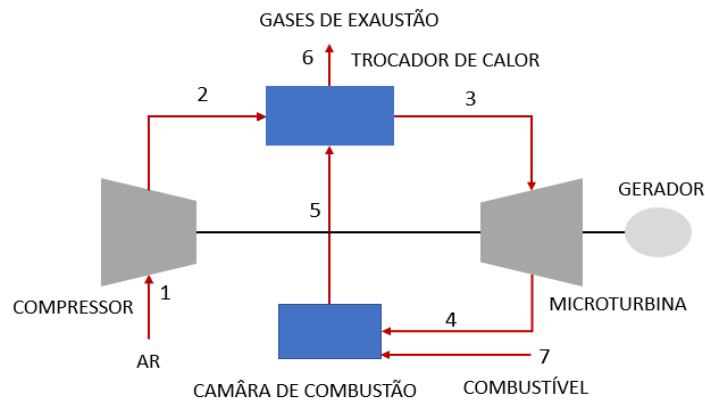 GASES DE EXAUSTÃO
6
TROCADOR DE CALOR
2
3
GERADOR
5
COMPRESSOR
1
MICROTURBINA
4
AR
7
CAMÂRA DE COMBUSTÃO
COMBUSTÍVEL